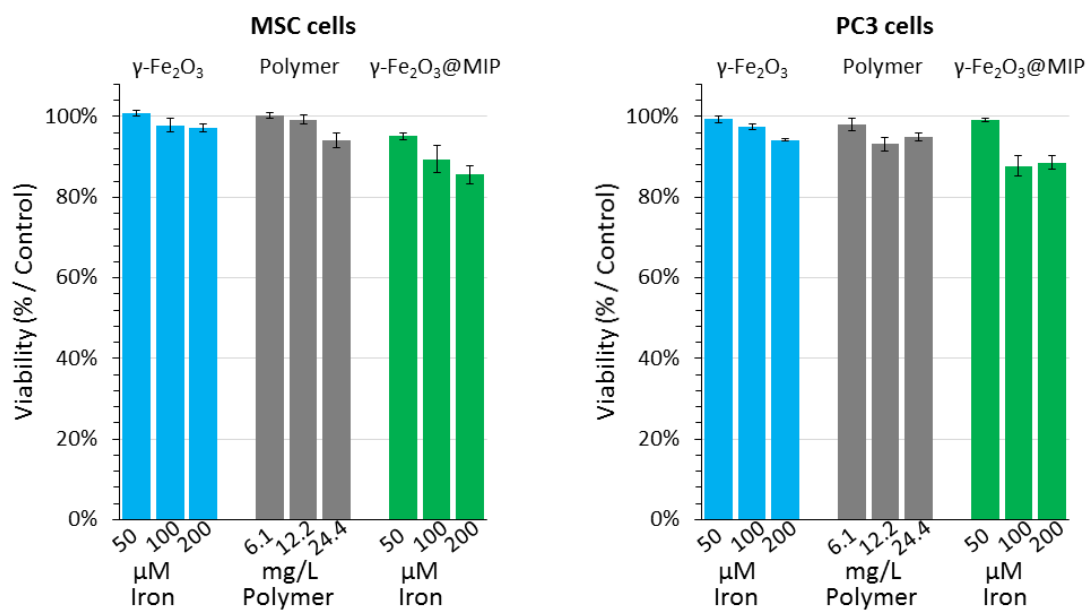 MSC cells
γ-Fe₂O₃ Polymer γ-Fe₂O₃@MIP
Viability (% / Control)
100%
80%
60%
40%
20%
0%
50 100 200 6.1 12.2 24.4 50 100 200
μM mg/L μM
Iron Polymer Iron
PC3 cells
γ-Fe₂O₃ Polymer γ-Fe₂O₃@MIP
Viability (% / Control)
100%
80%
60%
40%
20%
0%
50 100 200 6.1 12.2 24.4 50 100 200
μM mg/L μM
Iron Polymer Iron